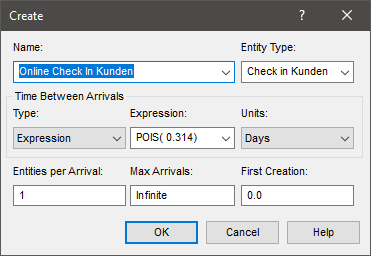 Create ? ×
Name: Entity Type:
Online Check In Kunden Check in Kunden
Time Between Arrivals
Type: Expression: Units:
Expression POIS( 0.314) Days
Entities per Arrival: Max Arrivals: First Creation:
1 Infinite 0.0
OK Cancel Help